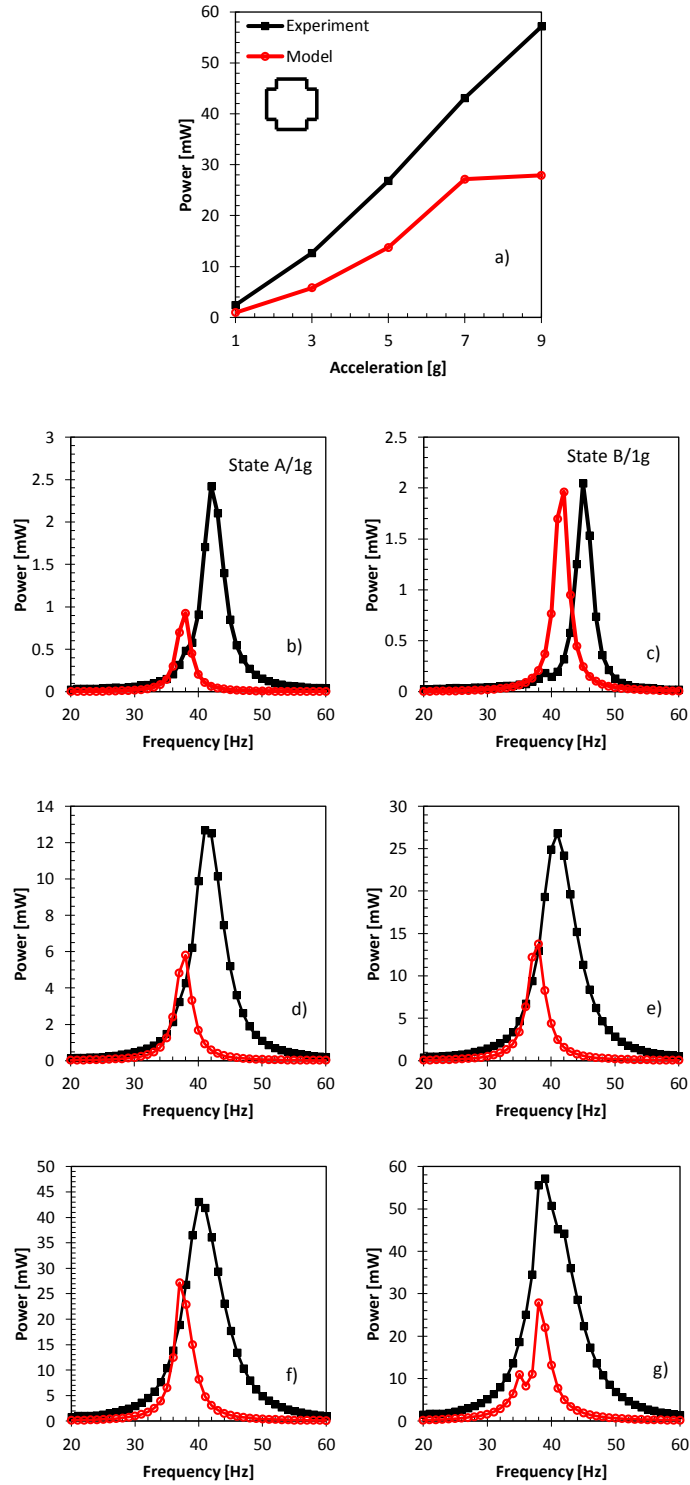 60
50
40
30
20
10
0
Power [mW]
Experiment
Model
a)
1 3 5 7 9
Acceleration [g]
3
2.5
2
1.5
1
0.5
0
Power [mW]
State A/1g
b)
20 30 40 50 60
Frequency [Hz]
2.5
2
1.5
1
0.5
0
Power [mW]
State B/1g
c)
20 30 40 50 60
Frequency [Hz]
14
12
10
8
6
4
2
0
Power [mW]
d)
20 30 40 50 60
Frequency [Hz]
30
25
20
15
10
5
0
Power [mW]
e)
20 30 40 50 60
Frequency [Hz]
50
45
40
35
30
25
20
15
10
5
0
Power [mW]
f)
20 30 40 50 60
Frequency [Hz]
60
50
40
30
20
10
0
Power [mW]
g)
20 30 40 50 60
Frequency [Hz]